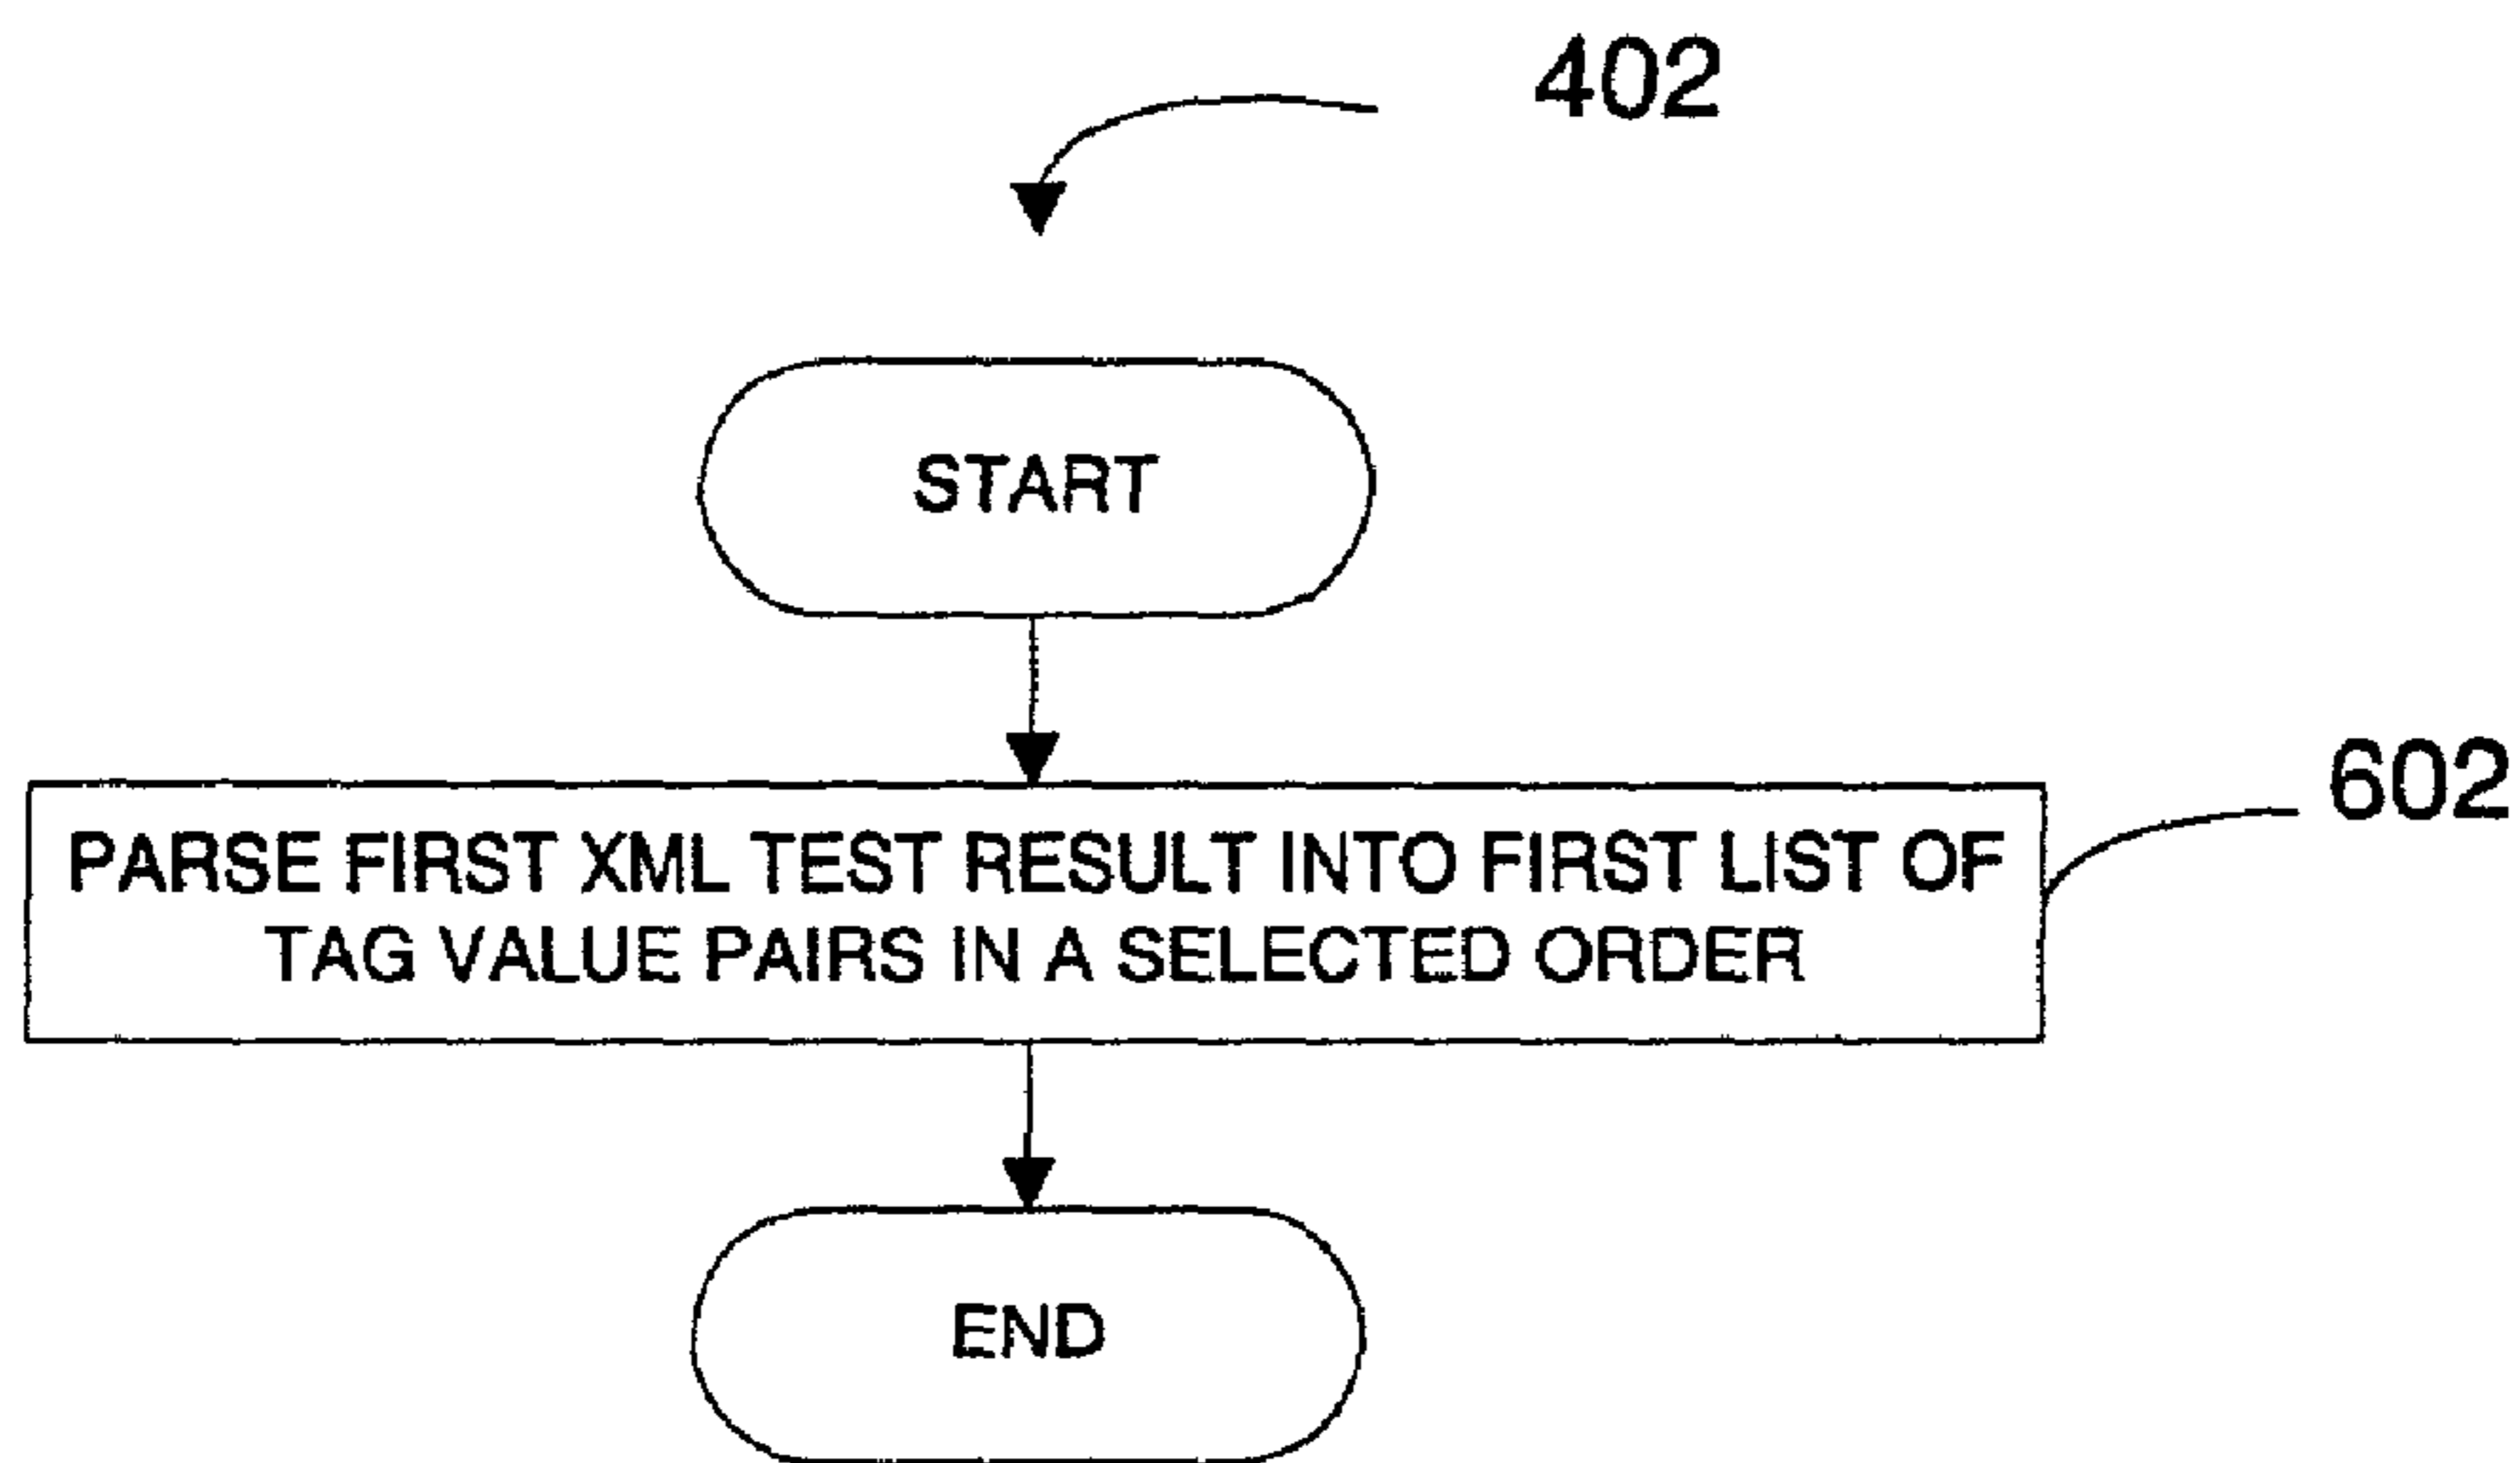 402
START
602
PARSE FIRST XML TEST RESULT INTO FIRST LIST OF
TAG VALUE PAIRS IN A SELECTED ORDER
END